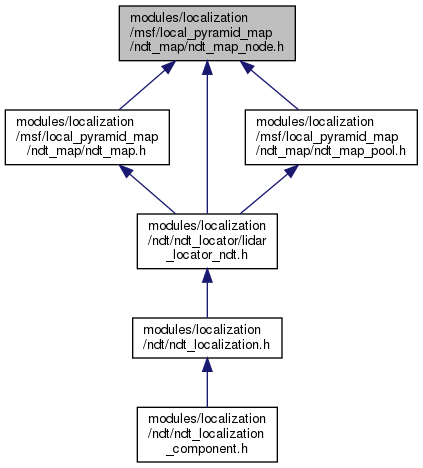 modules/localization
/msf/local_pyramid_map
/ndt_map/ndt_map_node.h
modules/localization
/msf/local_pyramid_map
/ndt_map/ndt_map.h
modules/localization
/msf/local_pyramid_map
/ndt_map/ndt_map_pool.h
modules/localization
/ndt/ndt_locator/lidar
_locator_ndt.h
modules/localization
/ndt/ndt_localization.h
modules/localization
/ndt/ndt_localization
_component.h